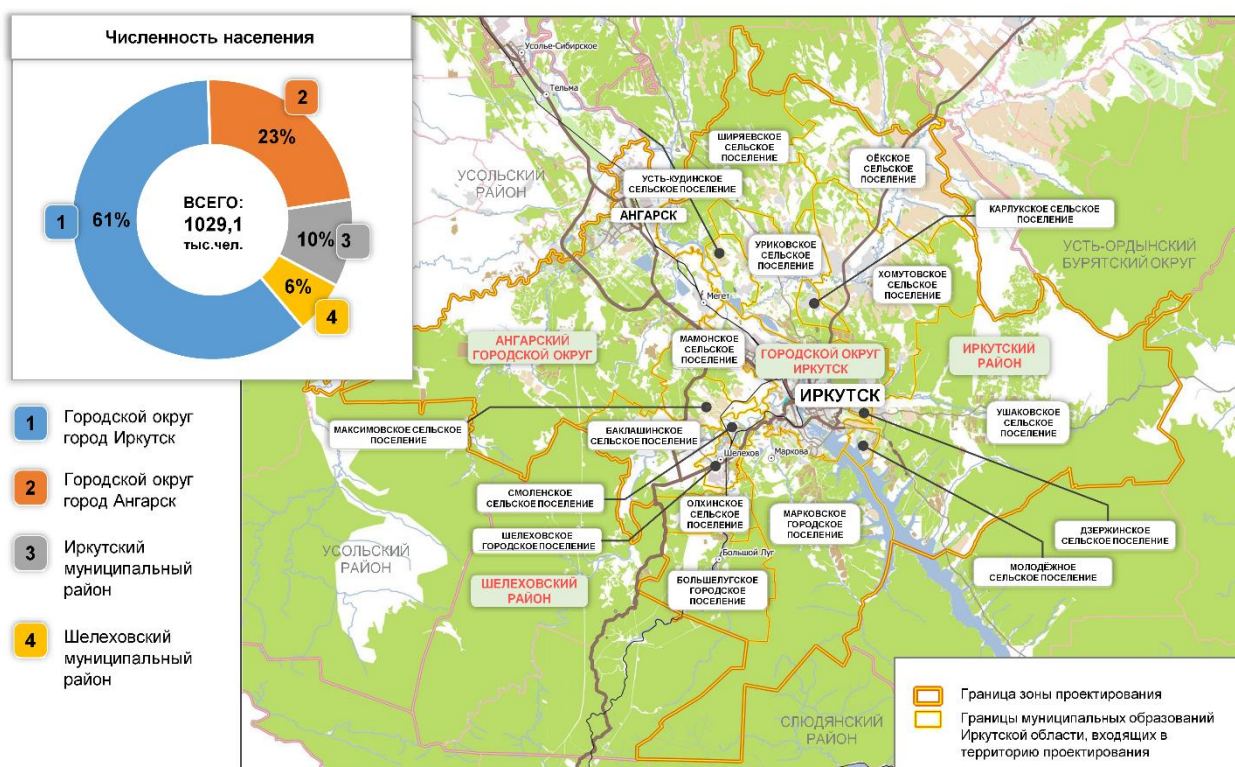 Численность населения
2
23%
1
61%
ВСЕГО:
1029,1
тыс.чел.
10%
3
6%
4
1
Городской округ
город Иркутск
2
Городской округ
город Ангарск
3
Иркутский
муниципальный
район
4
Шелеховский
муниципальный
район
Усолье-Сибирское
Тельма
УСОЛЬСКИЙ
РАЙОН
ШИРЯЕВСКОЕ
СЕЛЬСКОЕ
ПОСЕЛЕНИЕ
ОЁКСКОЕ
СЕЛЬСКОЕ
ПОСЕЛЕНИЕ
УСТЬ-КУДИНСКОЕ
СЕЛЬСКОЕ ПОСЕЛЕНИЕ
АНГАРСК
КАРЛУКСКОЕ СЕЛЬСКОЕ
ПОСЕЛЕНИЕ
УРИКОВСКОЕ
СЕЛЬСКОЕ
ПОСЕЛЕНИЕ
УСТЬ-ОРДЫНСКИЙ
БУРЯТСКИЙ ОКРУГ
ХОМУТОВСКОЕ
СЕЛЬСКОЕ
ПОСЕЛЕНИЕ
Мегет
АНГАРСКИЙ
ГОРОДСКОЙ ОКРУГ
МАМОНСКОЕ
СЕЛЬСКОЕ
ПОСЕЛЕНИЕ
ГОРОДСКОЙ ОКРУГ
ИРКУТСК
ИРКУТСКИЙ
РАЙОН
ИРКУТСК
МАКСИМОВСКОЕ СЕЛЬСКОЕ
ПОСЕЛЕНИЕ
БАКЛАШИНСКОЕ
СЕЛЬСКОЕ ПОСЕЛЕНИЕ
УШАКОВСКОЕ
СЕЛЬСКОЕ
ПОСЕЛЕНИЕ
Шелехов
Маркова
СМОЛЕНСКОЕ
СЕЛЬСКОЕ ПОСЕЛЕНИЕ
ОЛХИНСКОЕ
СЕЛЬСКОЕ
ПОСЕЛЕНИЕ
МАРКОВСКОЕ
ГОРОДСКОЕ
ПОСЕЛЕНИЕ
ДЗЕРЖИНСКОЕ
СЕЛЬСКОЕ ПОСЕЛЕНИЕ
ШЕЛЕХОВСКОЕ
ГОРОДСКОЕ ПОСЕЛЕНИЕ
УСОЛЬСКИЙ
РАЙОН
Большой Луг
МОЛОДЁЖНОЕ
СЕЛЬСКОЕ ПОСЕЛЕНИЕ
ШЕЛЕХОВСКИЙ
РАЙОН
БОЛЬШЕЛУГСКОЕ
ГОРОДСКОЕ
ПОСЕЛЕНИЕ
СЛЮДЯНСКИЙ
РАЙОН
Граница зоны проектирования
Границы муниципальных образований
Иркутской области, входящих в
территорию проектирования